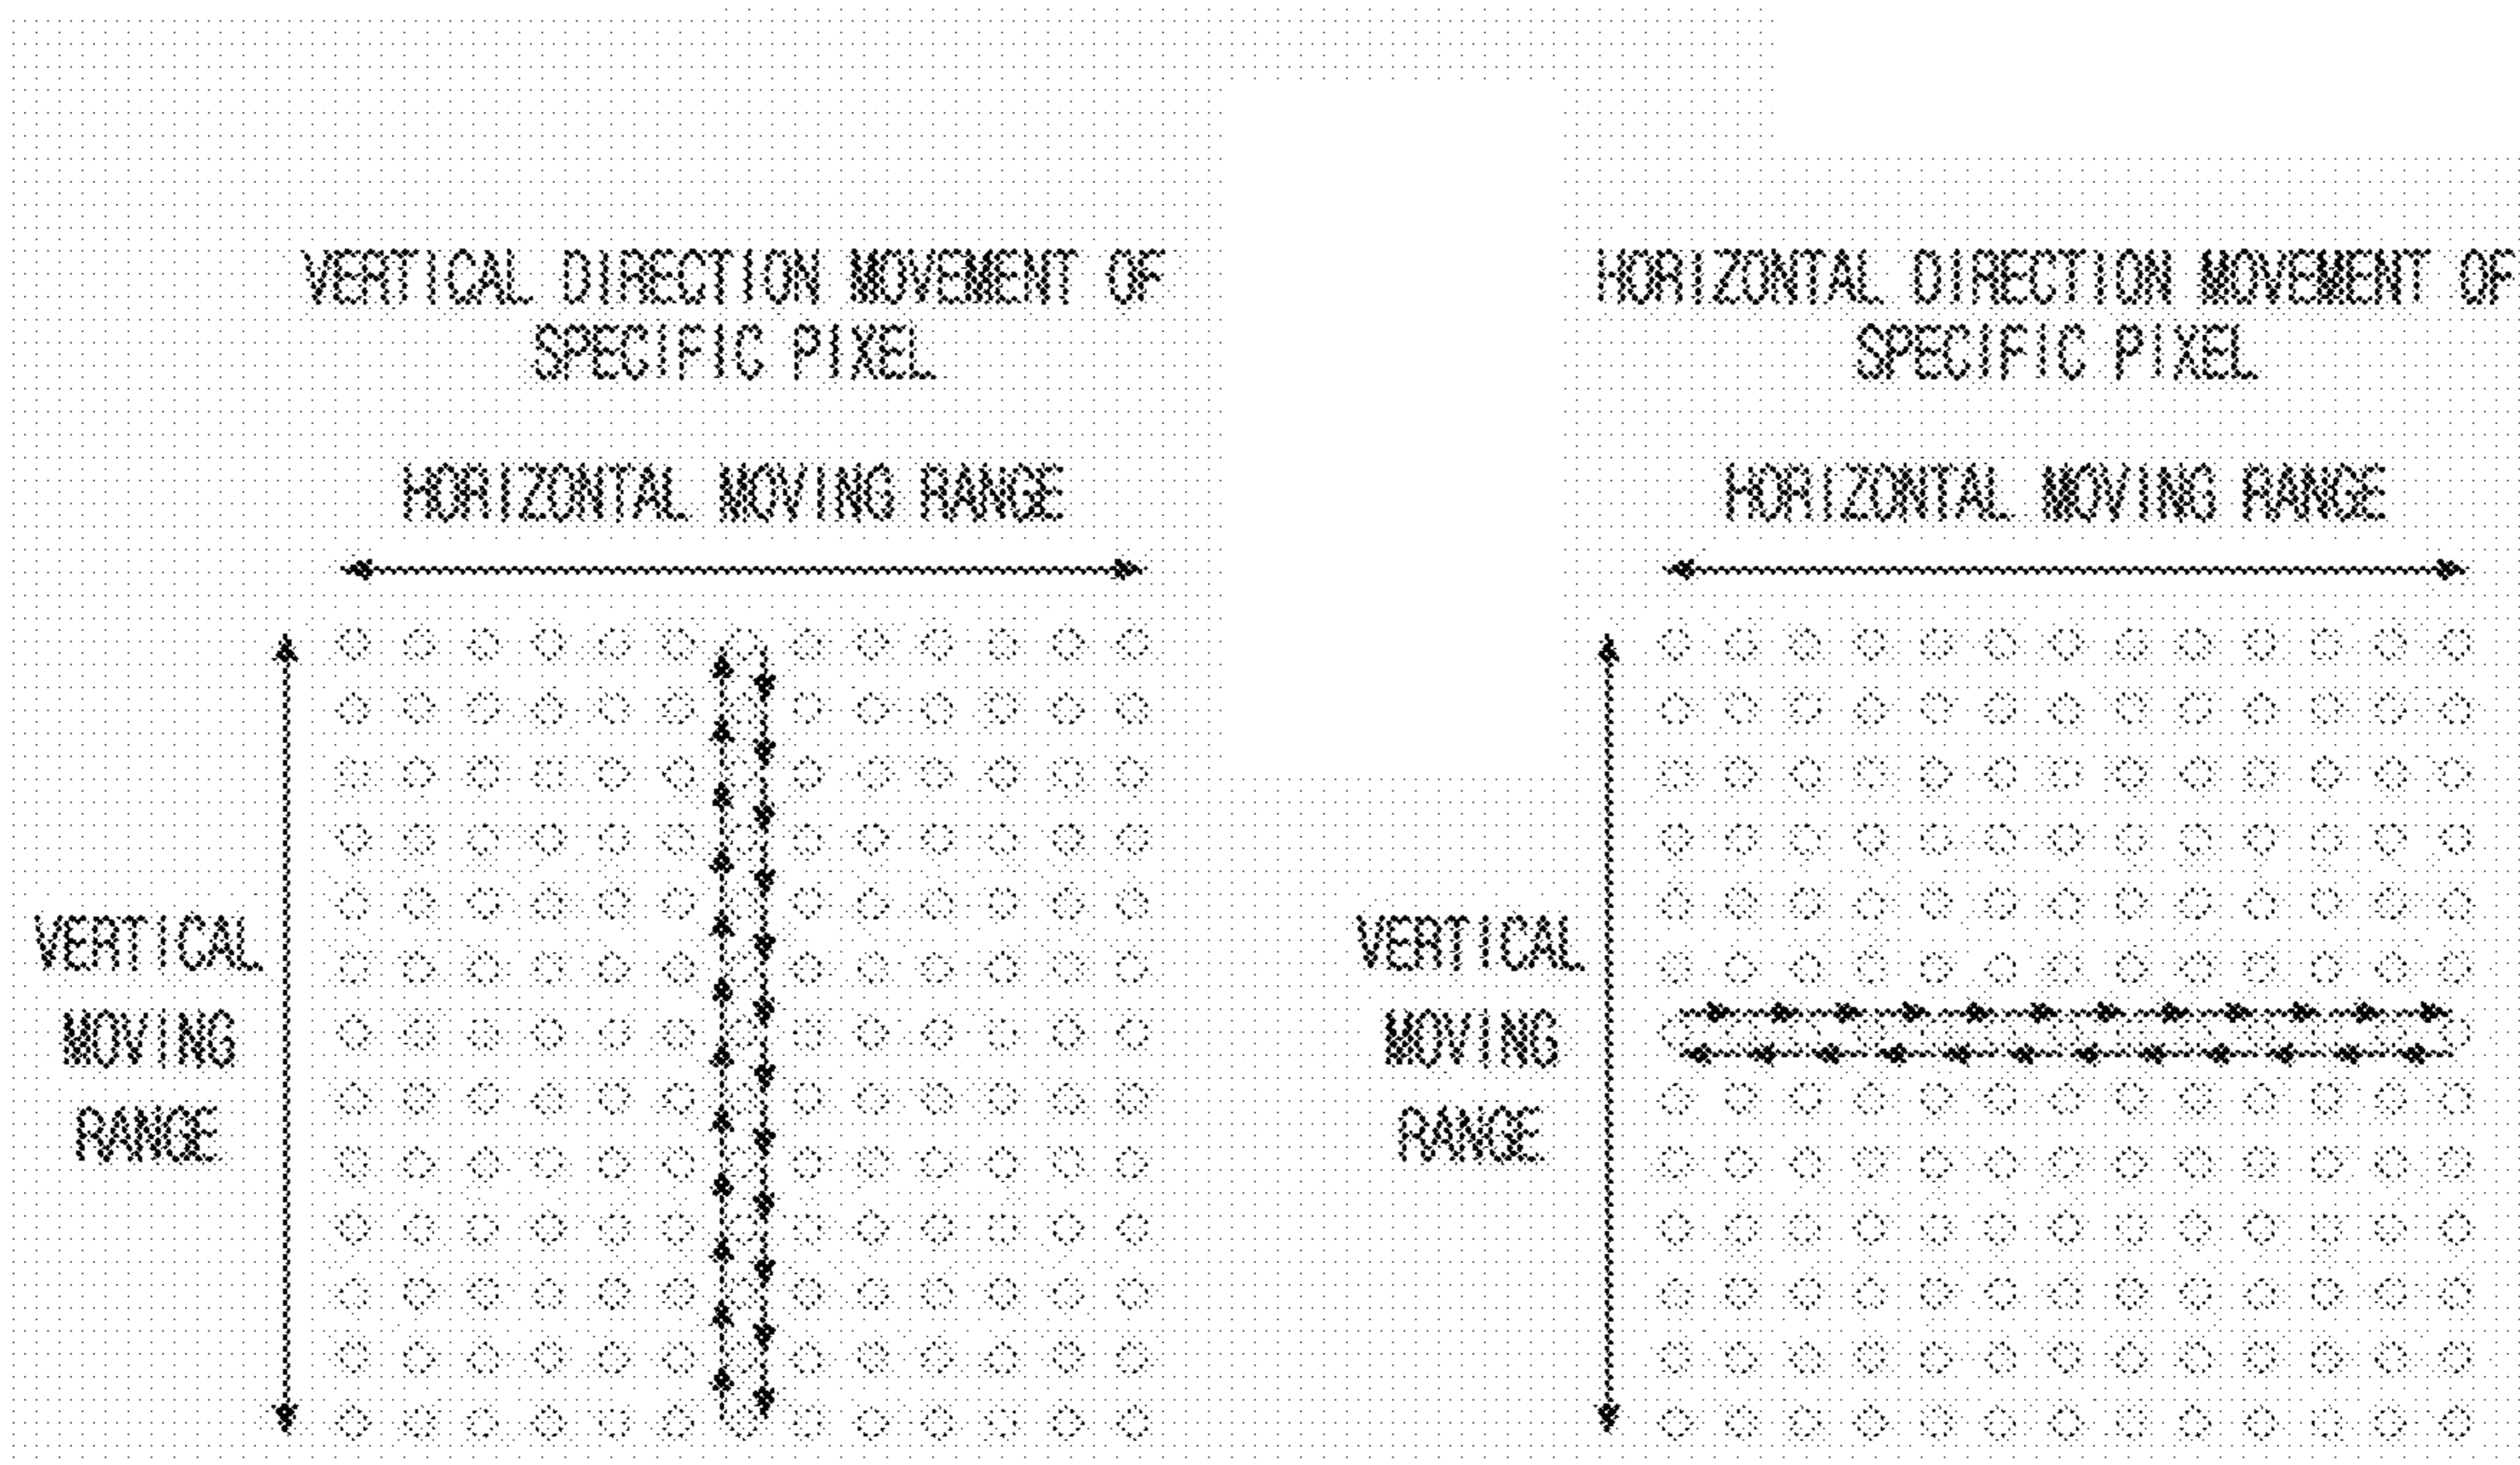 VERTICAL DIRECTION MOVEMENT OF
SPECIFIC PIXEL
HORIZONTAL MOVING RANGE
VERTICAL
MOVING
RANGE
HORIZONTAL DIRECTION MOVEMENT OF
SPECIFIC PIXEL
HORIZONTAL MOVING RANGE
VERTICAL
MOVING
RANGE